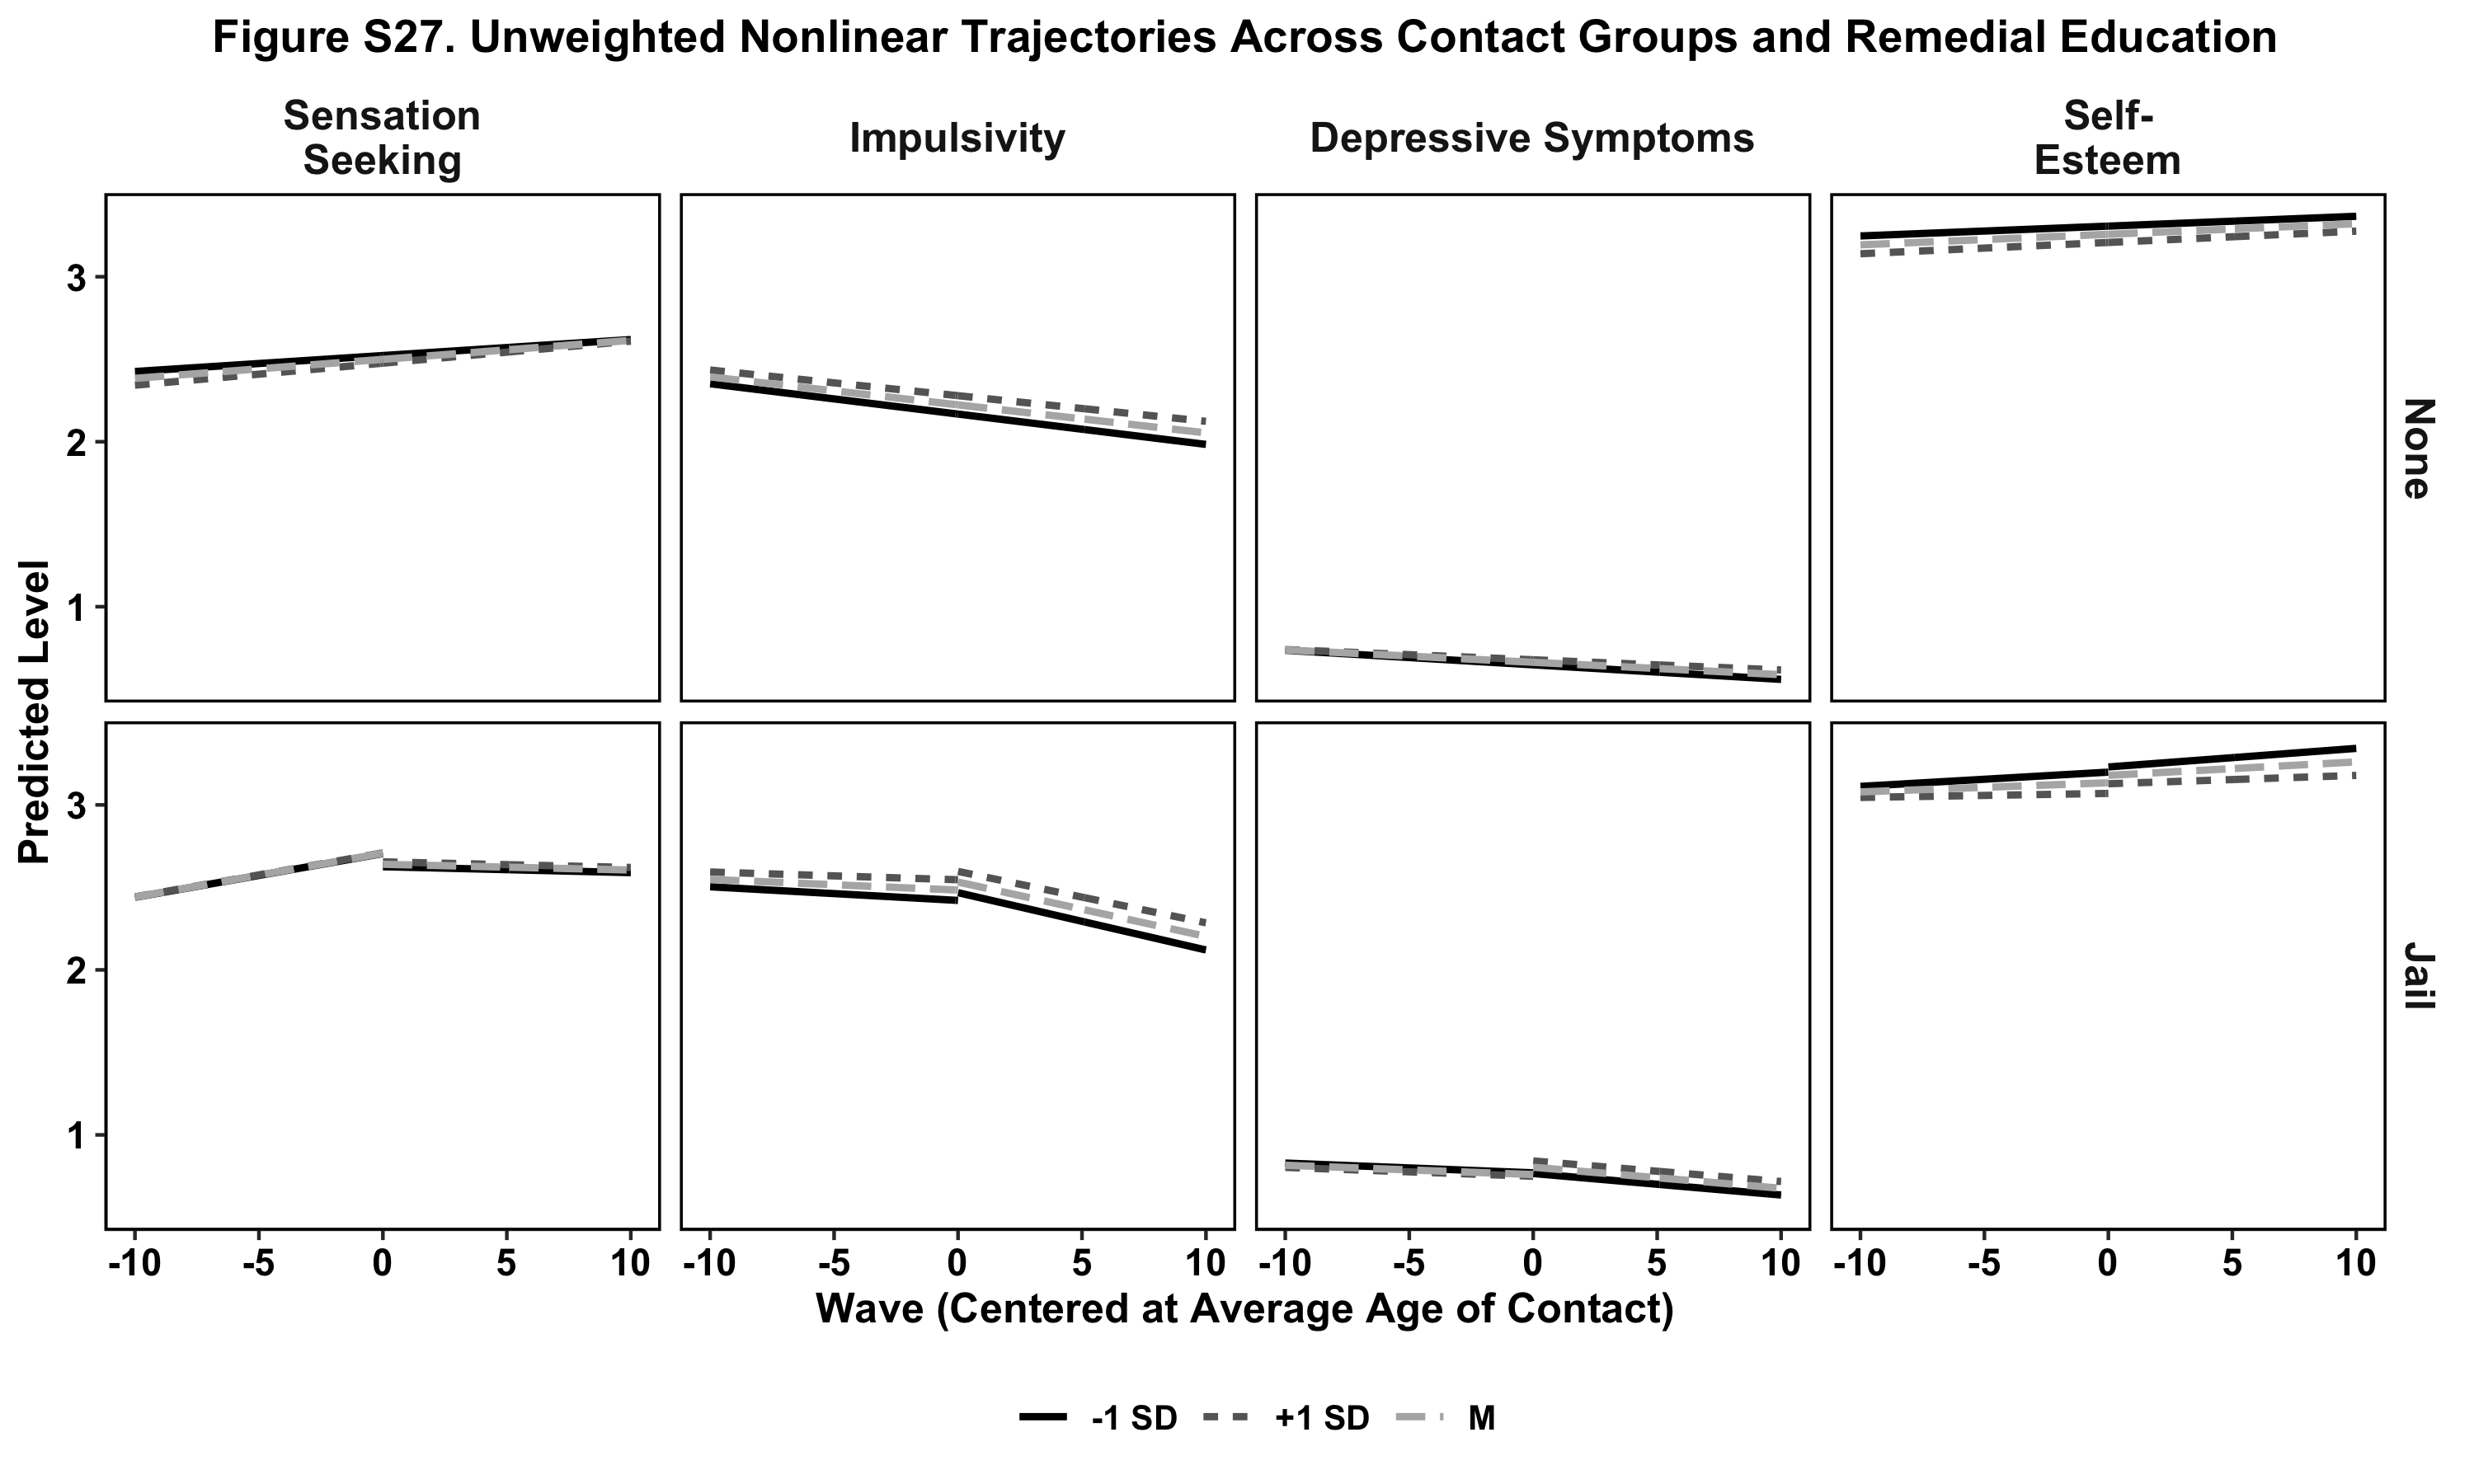 Figure S27. Unweighted Nonlinear Trajectories Across Contact Groups and Remedial Education
Sensation
Seeking
Impulsivity
Depressive Symptoms
Self-
Esteem
3
2
1
None
Predicted Level
3
2
1
Jail
-10 -5 0 5 10 -10 -5 0 5 10 -10 -5 0 5 10 -10 -5 0 5 10
Wave (Centered at Average Age of Contact)
-1 SD +1 SD M